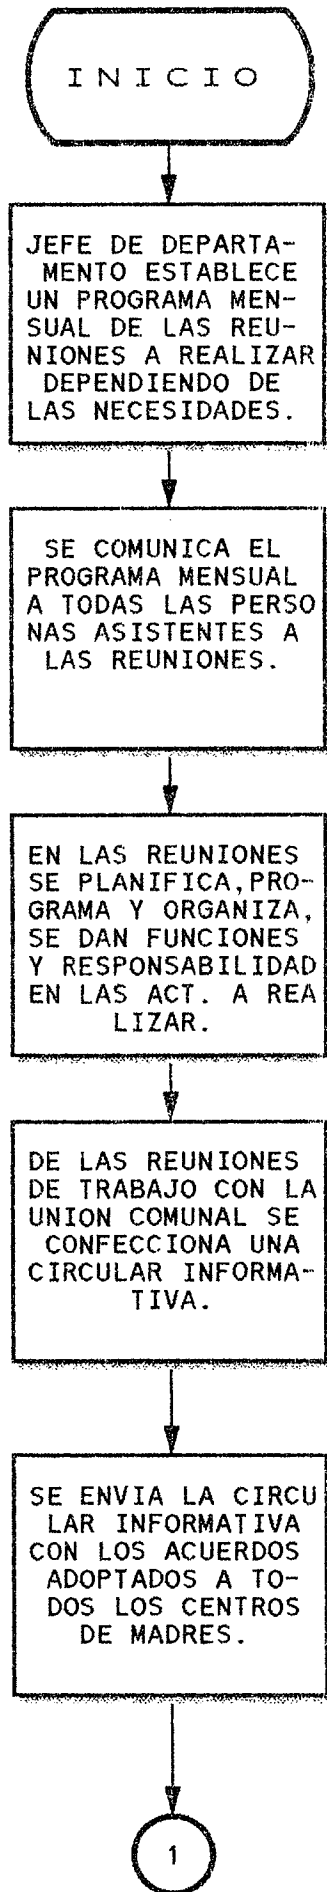 INICIO
JEFE DE DEPARTA-
MENTO ESTABLECE
UN PROGRAMA MEN-
SUAL DE LAS REU-
NIONES A REALIZAR
DEPENDIENDO DE
LAS NECESIDADES.
SE COMUNICA EL
PROGRAMA MENSUAL
A TODAS LAS PERSO
NAS ASISTENTES A
LAS REUNIONES.
EN LAS REUNIONES
SE PLANIFICA,PRO-
GRAMA Y ORGANIZA,
SE DAN FUNCIONES
Y RESPONSABILIDAD
EN LAS ACT. A REA
LIZAR.
DE LAS REUNIONES
DE TRABAJO CON LA
UNION COMUNAL SE
CONFECCIONA UNA
CIRCULAR INFORMA-
TIVA.
SE ENVIA LA CIRCU
LAR INFORMATIVA
CON LOS ACUERDOS
ADOPTADOS A TO-
DOS LOS CENTROS
DE MADRES.
1